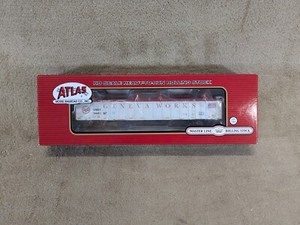 HO SCALE READY-TO-RUN ROLLING STOCK
ATLAS
MODEL RAILROAD CO., INC.
GENEVA WORKS
MASTER LINE
ROLLING STOCK